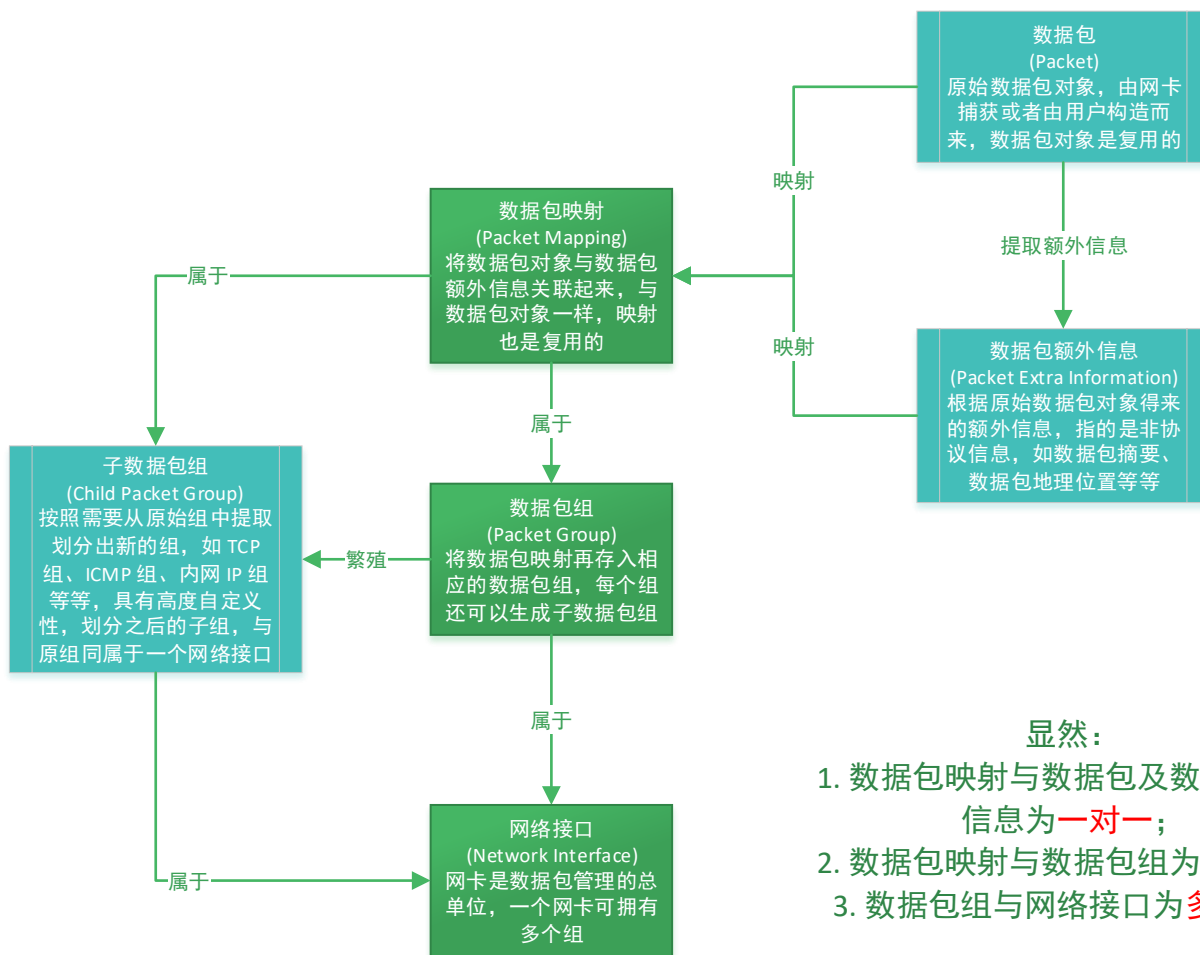 数据包
(Packet)
原始数据包对象，由网卡
捕获或者由用户构造而
来，数据包对象是复用的
映射
数据包映射
(Packet Mapping)
将数据包对象与数据包
额外信息关联起来，与
数据包对象一样，映射
也是复用的
提取额外信息
属于
映射
数据包额外信息
(Packet Extra Information)
根据原始数据包对象得来
的额外信息，指的是非协
议信息，如数据包摘要、
数据包地理位置等等
属于
子数据包组
(Child Packet Group)
按照需要从原始组中提取
划分出新的组，如 TCP
组、ICMP 组、内网 IP 组
等等，具有高度自定义
性，划分之后的子组，与
原组同属于一个网络接口
数据包组
(Packet Group)
将数据包映射再存入相
应的数据包组，每个组
还可以生成子数据包组
繁殖
属于
显然：
1. 数据包映射与数据包及数
信息为一对一；
2. 数据包映射与数据包组为
3. 数据包组与网络接口为
网络接口
(Network Interface)
网卡是数据包管理的总
单位，一个网卡可拥有
多个组
属于